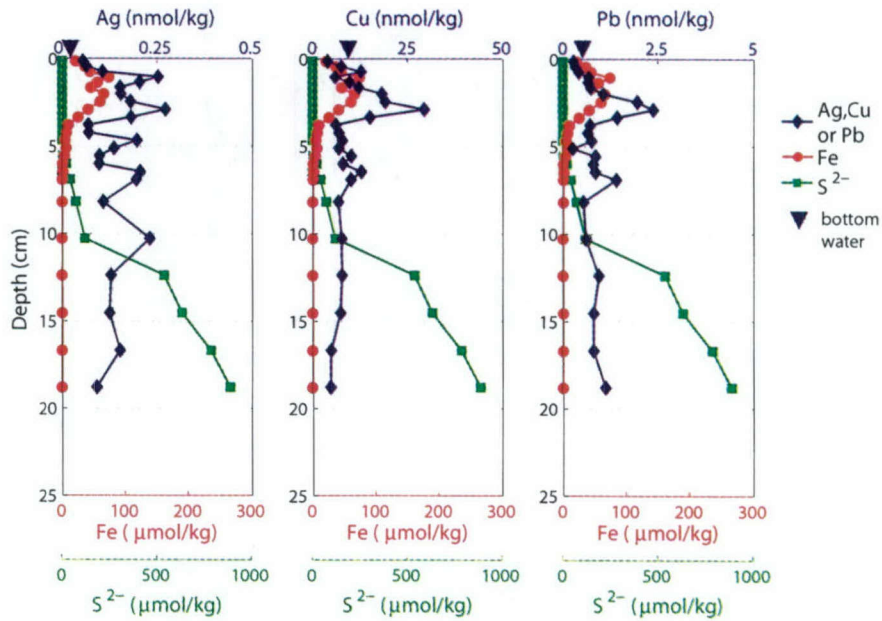 Ag (nmol/kg) Cu (nmol/kg) Pb (nmol/kg)
0 0.25 0.5 0 25 50 0 2.5 5
0 0 0
5 5 5
10 10 10
15 15 15
20 20 20
25 25 25
Depth (cm)
Ag,Cu
or Pb
Fe
S 2−
bottom
water
0 100 200 300 0 100 200 300 0 100 200 300
Fe ( μmol/kg) Fe ( μmol/kg) Fe ( μmol/kg)
0 500 1000 0 500 1000 0 500 1000
S 2− (μmol/kg) S 2− (μmol/kg) S 2− (μmol/kg)